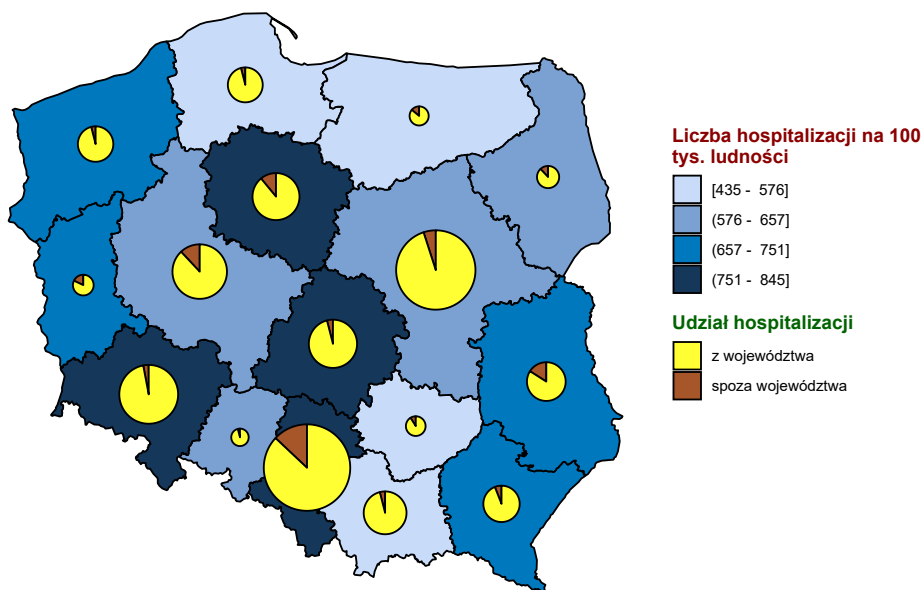 Liczba hospitalizacji na 100
tys. ludności
[435 - 576]
(576 - 657]
(657 - 751]
(751 - 845]
Udział hospitalizacji
z województwa
spoza województwa